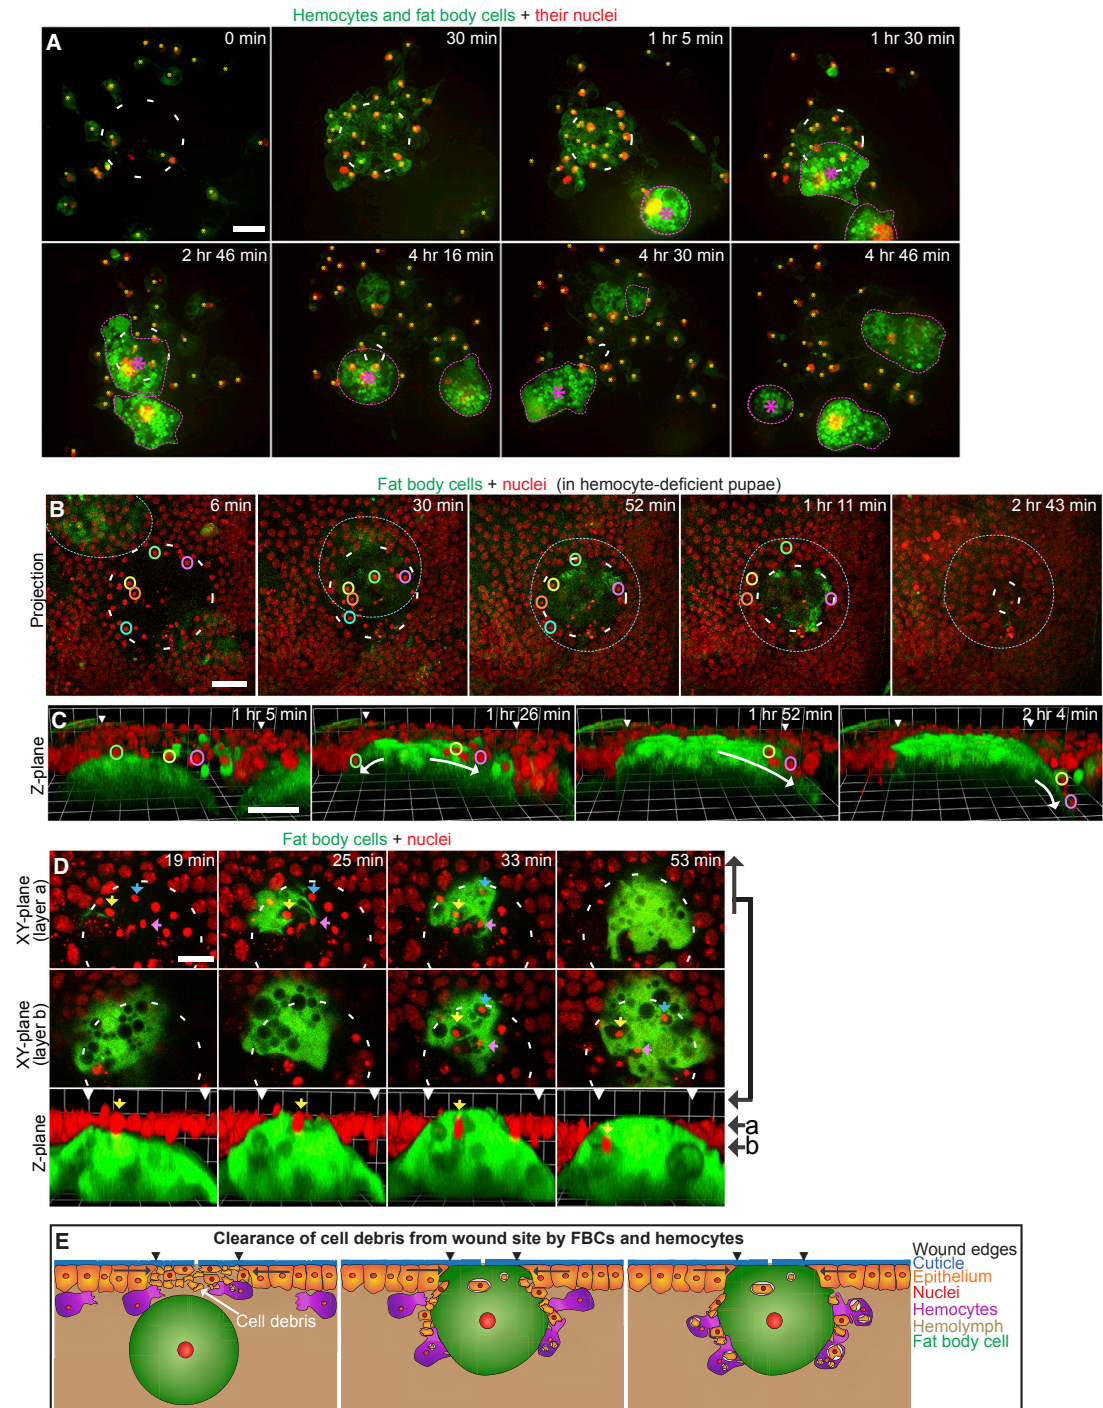 Hemocytes and fat body cells + their nuclei
A
0 min
30 min
1 hr 5 min
1 hr 30 min
2 hr 46 min
4 hr 16 min
4 hr 30 min
4 hr 46 min
Fat body cells + nuclei (in hemocyte-deficient pupae)
B
Projection
6 min
30 min
52 min
1 hr 11 min
2 hr 43 min
C
Z-plane
1 hr 5 min
1 hr 26 min
1 hr 52 min
2 hr 4 min
Fat body cells + nuclei
D
XY-plane
(layer a)
19 min
25 min
33 min
53 min
XY-plane
(layer b)
Z-plane
a
b
E
Clearance of cell debris from wound site by FBCs and hemocytes
Cell debris
Wound edges
Cuticle
Epithelium
Nuclei
Hemocytes
Hemolymph
Fat body cell